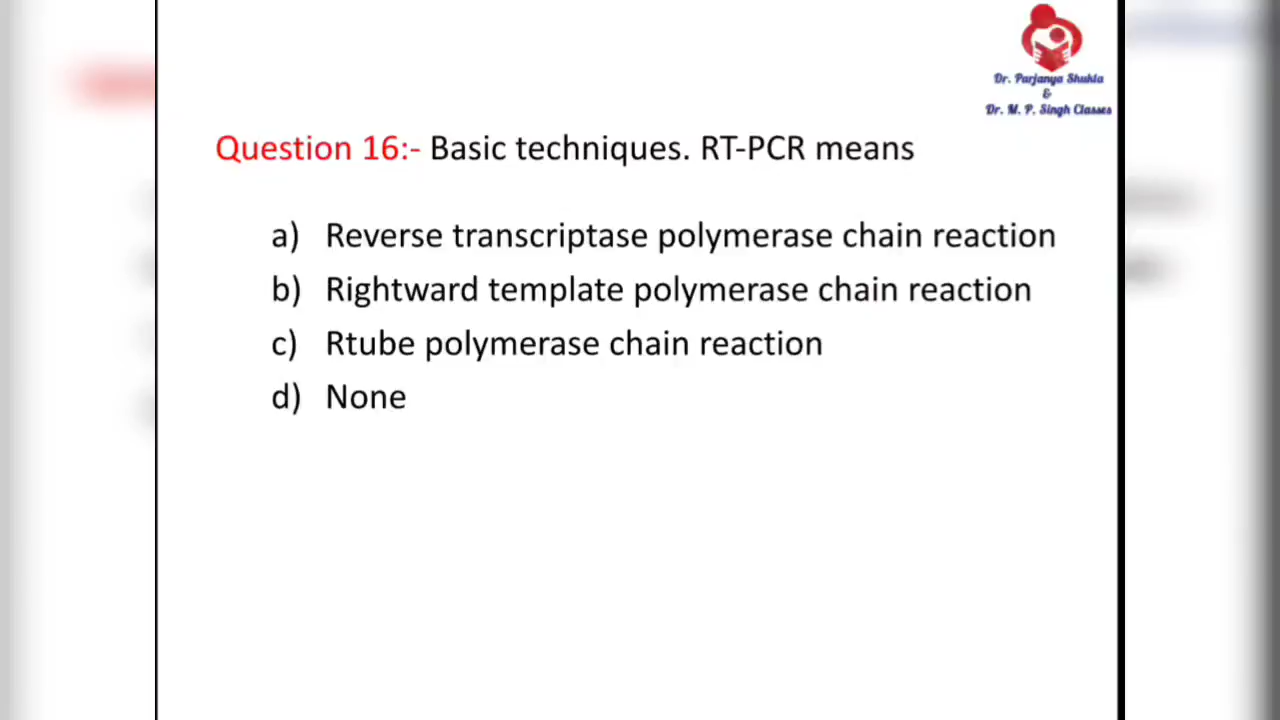 Dr. Parjanya Shukla
&
Dr. M. P. Singh Classes
Question 16:- Basic techniques. RT-PCR means
a) Reverse transcriptase polymerase chain reaction
b) Rightward template polymerase chain reaction
c) Rtube polymerase chain reaction
d) None